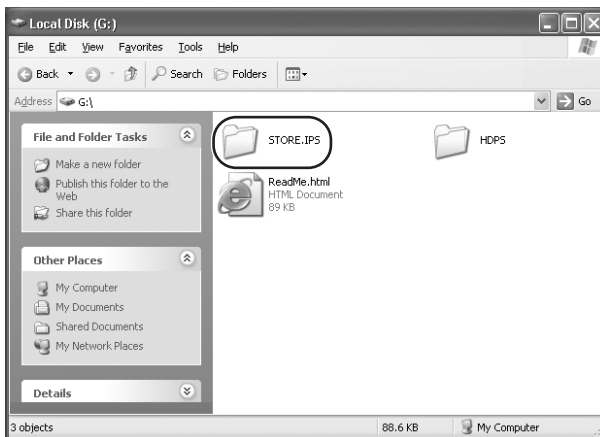 Local Disk (G:)
File Edit View Favorites Tools Help
Back Search Folders
Address G:\ Go
File and Folder Tasks
Make a new folder
Publish this folder to the
Web
Share this folder
Other Places
My Computer
My Documents
Shared Documents
My Network Places
Details
STORE.IPS
HDPS
ReadMe.html
HTML Document
89 KB
3 objects 88.6 KB My Computer